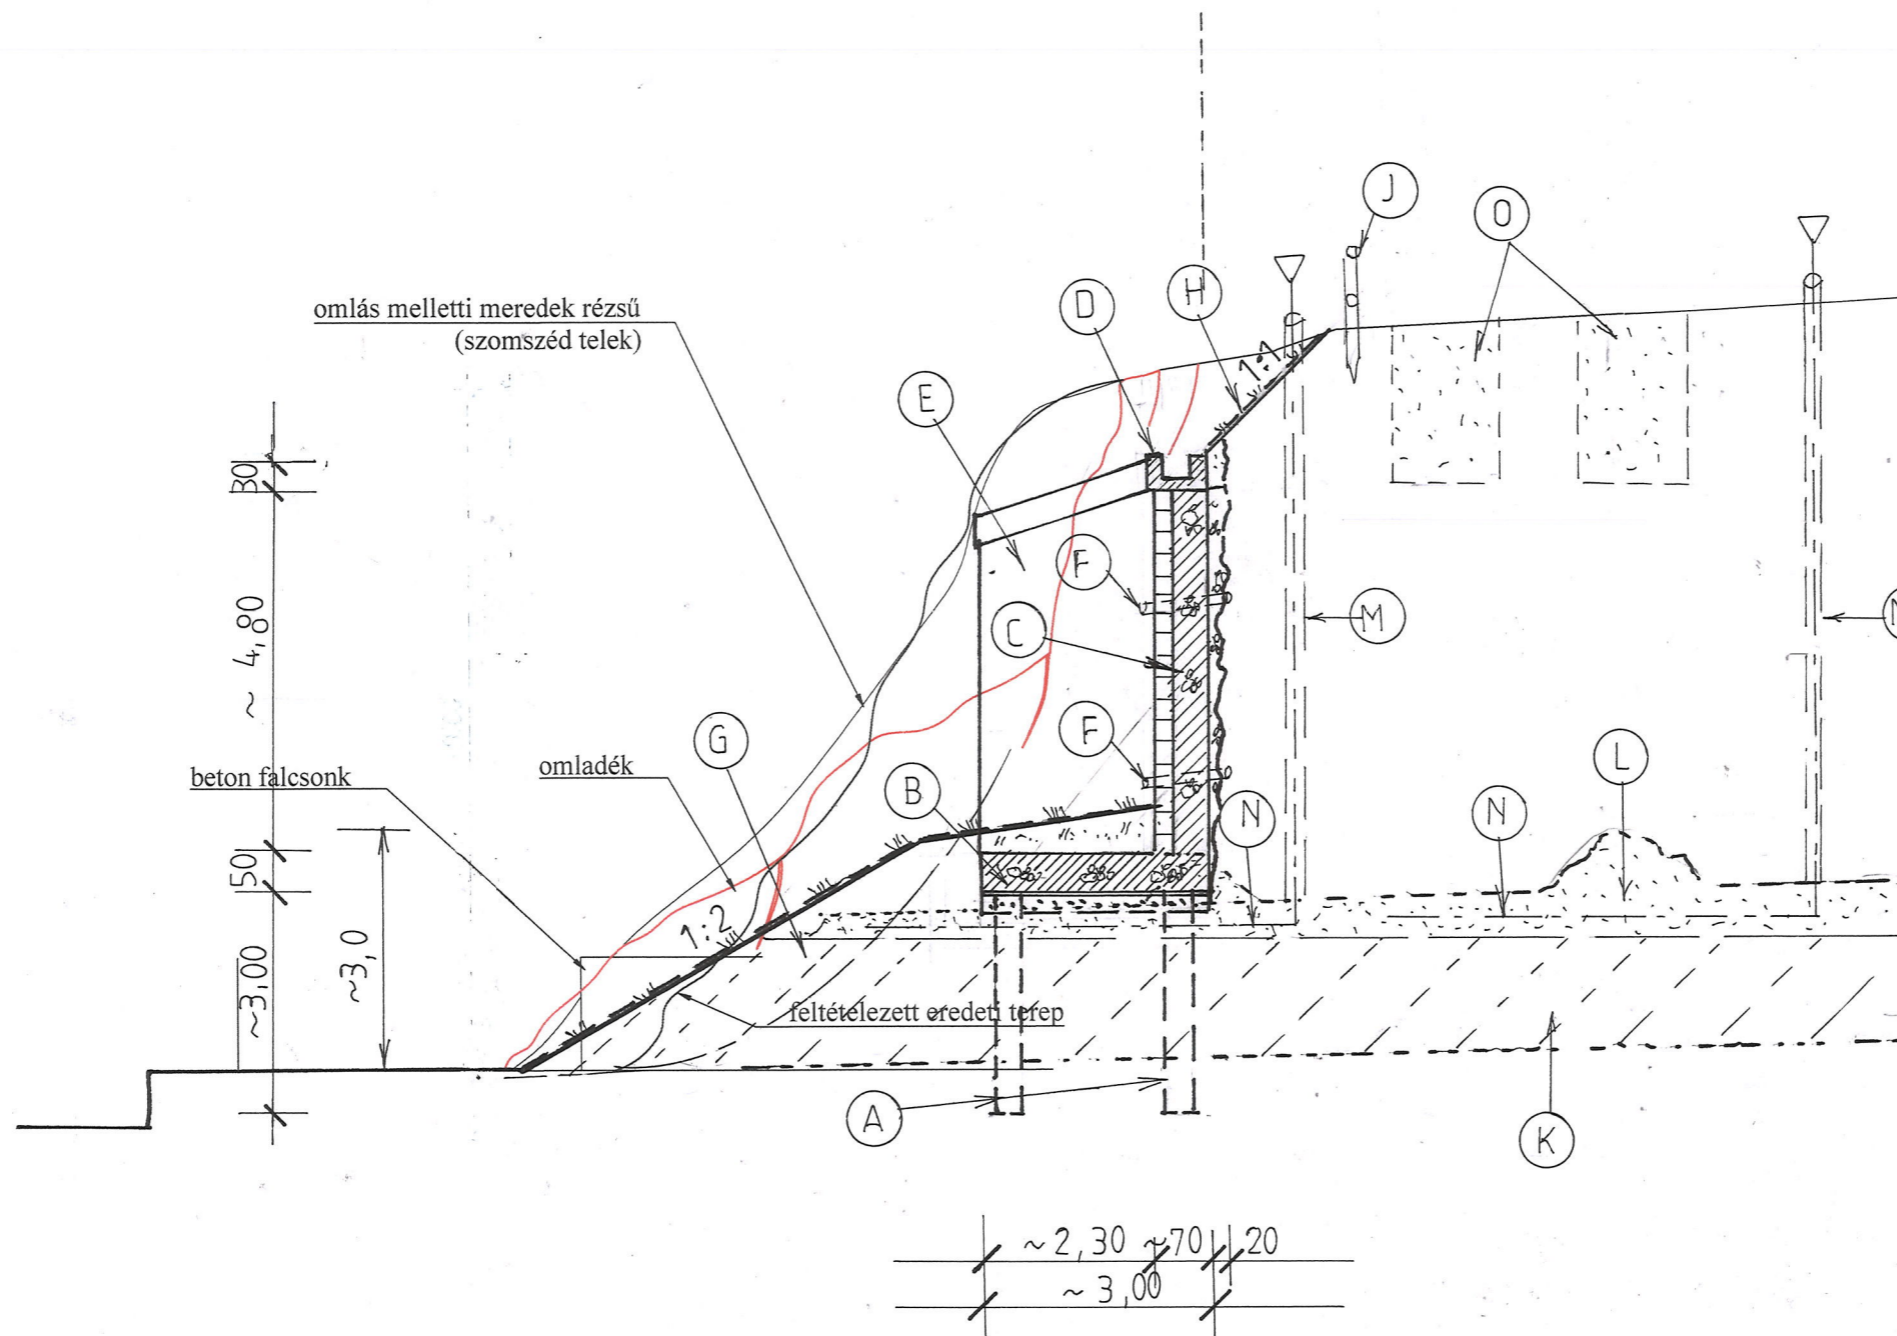 J
O
H
D
omlás melletti meredek rézsű
(szomszéd telek)
1:1
E
30
F
C
M
~ 4,80
F
G
L
omladék
beton falcsonk
B
N
N
50
1:2
~3,0
~3,00
feltételezett eredeti terep
A
K
~2,30 ~70 20
~3,00